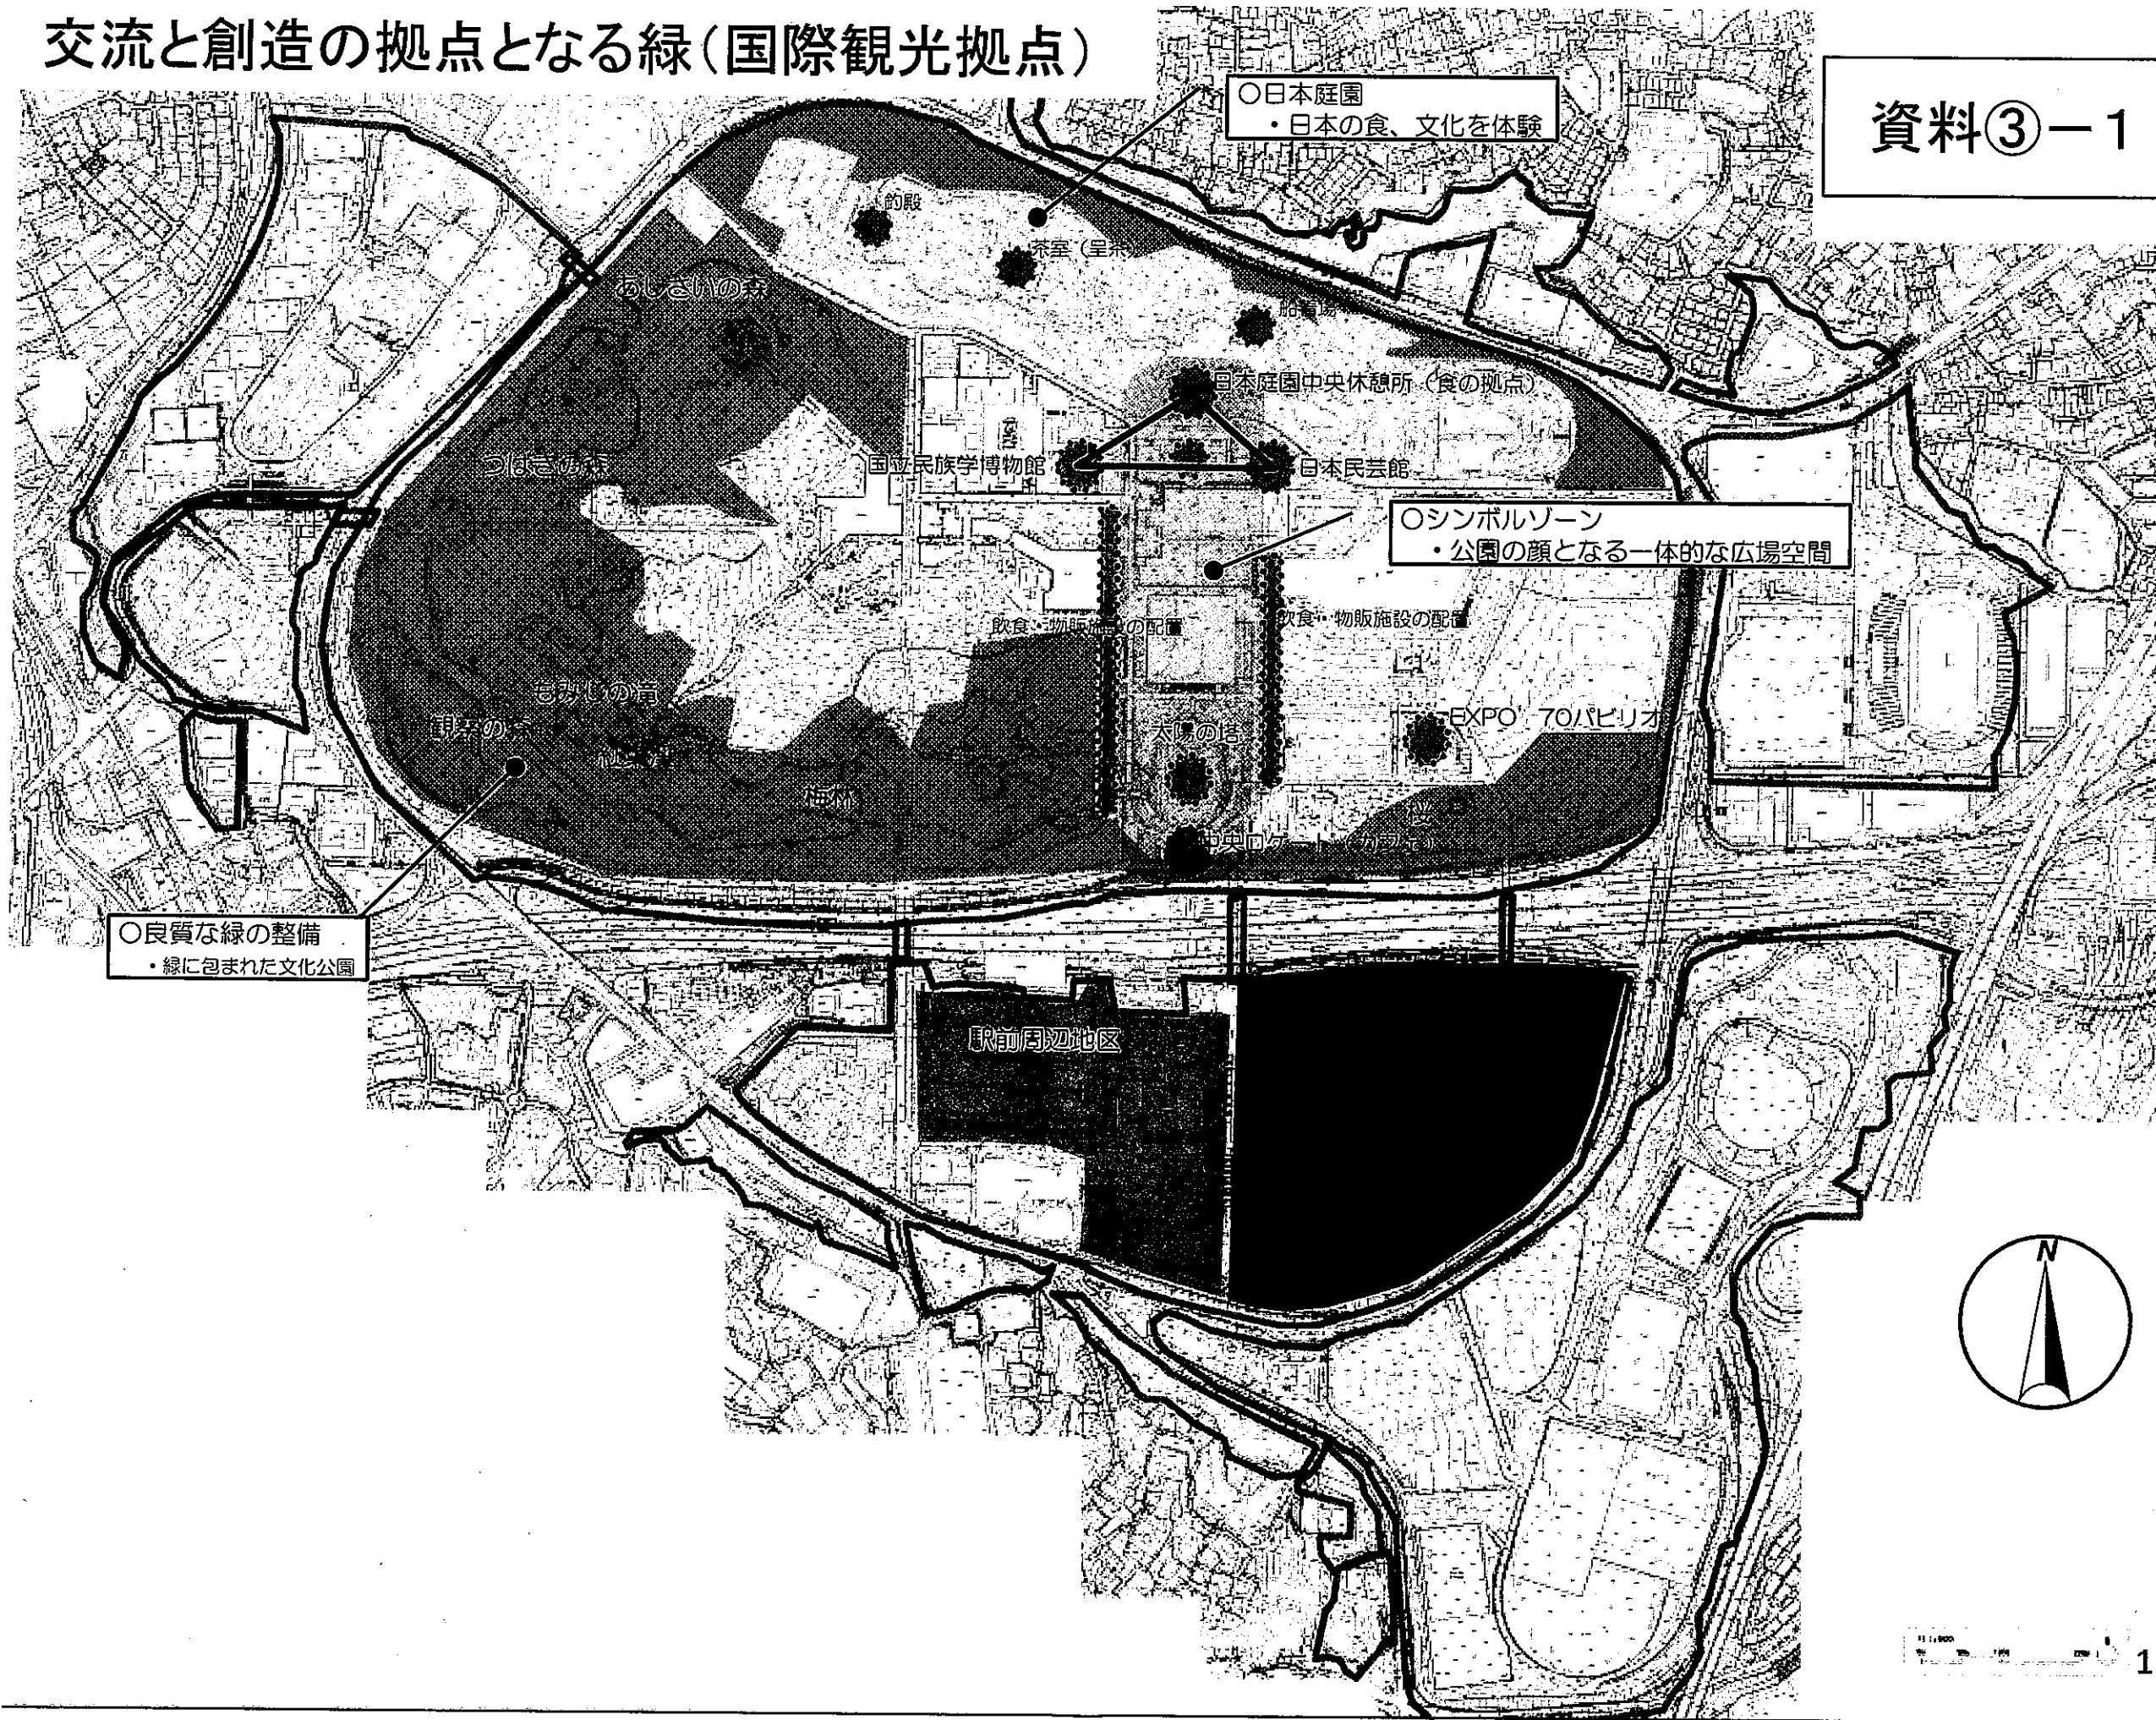 交流と創造の拠点となる緑(国際観光拠点)
資料③－1
○日本庭園
・日本の食、文化を体験
釣殿
茶室（呈茶
あじさいの森
日本庭園中央休憩所（食の拠点）
つばきの森
国立民族学博物館
日本民芸館
○シンボルゾーン
・公園の顔となる一体的な広場空間
飲食・物販施設の配置
飲食・物販施設の配置
もみじの滝
観察の森
EXPO'70パビリオ
太陽の塔
梅林
桜
○良質な緑の整備
・緑に包まれた文化公園
駅前周辺地区
N
1